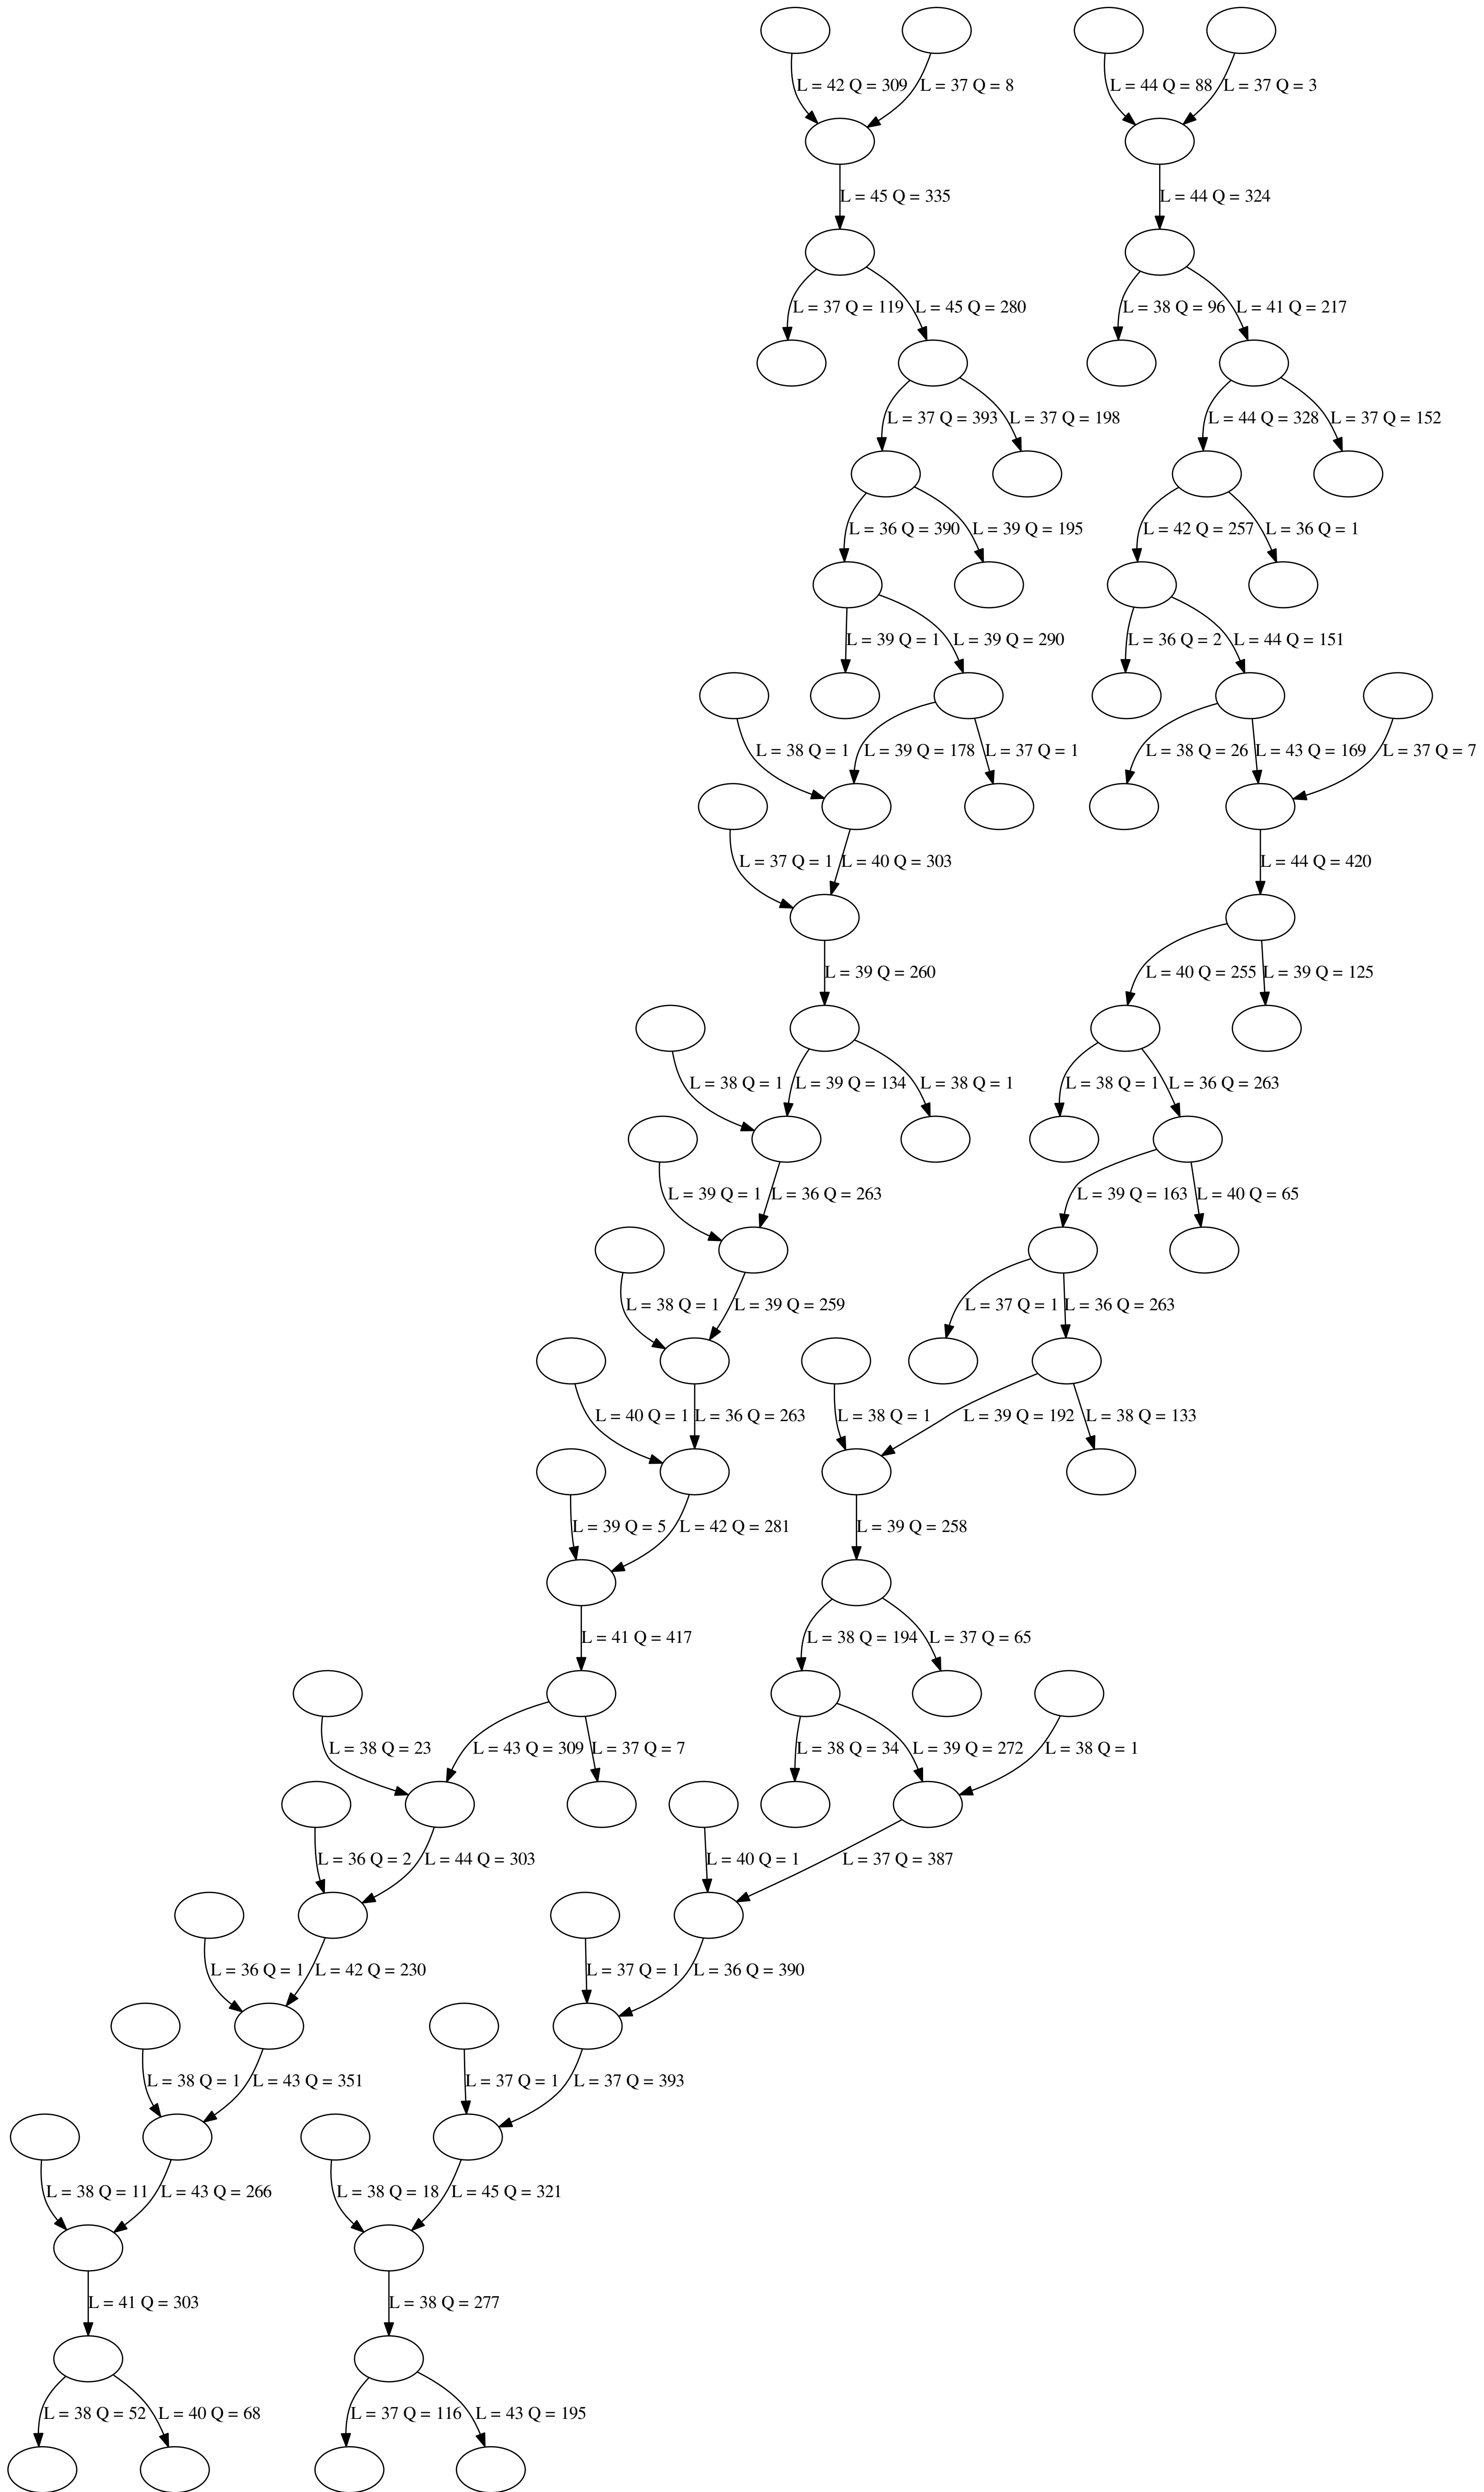 L = 42 Q = 309
L = 37 Q = 8
L = 44 Q = 88
L = 37 Q = 3
L = 45 Q = 335
L = 44 Q = 324
L = 37 Q = 119
L = 45 Q = 280
L = 38 Q = 96
L = 41 Q = 217
L = 37 Q = 393
L = 37 Q = 198
L = 44 Q = 328
L = 37 Q = 152
L = 36 Q = 390
L = 39 Q = 195
L = 42 Q = 257
L = 36 Q = 1
L = 39 Q = 1
L = 39 Q = 290
L = 36 Q = 2
L = 44 Q = 151
L = 38 Q = 1
L = 39 Q = 178
L = 37 Q = 1
L = 38 Q = 26
L = 43 Q = 169
L = 37 Q = 7
L = 37 Q = 1
L = 40 Q = 303
L = 44 Q = 420
L = 39 Q = 260
L = 40 Q = 255
L = 39 Q = 125
L = 38 Q = 1
L = 39 Q = 134
L = 38 Q = 1
L = 38 Q = 1
L = 36 Q = 263
L = 39 Q = 1
L = 36 Q = 263
L = 39 Q = 163
L = 40 Q = 65
L = 38 Q = 1
L = 39 Q = 259
L = 37 Q = 1
L = 36 Q = 263
L = 40 Q = 1
L = 36 Q = 263
L = 38 Q = 1
L = 39 Q = 192
L = 38 Q = 133
L = 39 Q = 5
L = 42 Q = 281
L = 39 Q = 258
L = 41 Q = 417
L = 38 Q = 194
L = 37 Q = 65
L = 38 Q = 23
L = 43 Q = 309
L = 37 Q = 7
L = 38 Q = 34
L = 39 Q = 272
L = 38 Q = 1
L = 36 Q = 2
L = 44 Q = 303
L = 40 Q = 1
L = 37 Q = 387
L = 36 Q = 1
L = 42 Q = 230
L = 37 Q = 1
L = 36 Q = 390
L = 38 Q = 1
L = 43 Q = 351
L = 37 Q = 1
L = 37 Q = 393
L = 38 Q = 11
L = 43 Q = 266
L = 38 Q = 18
L = 45 Q = 321
L = 41 Q = 303
L = 38 Q = 277
L = 38 Q = 52
L = 40 Q = 68
L = 37 Q = 116
L = 43 Q = 195